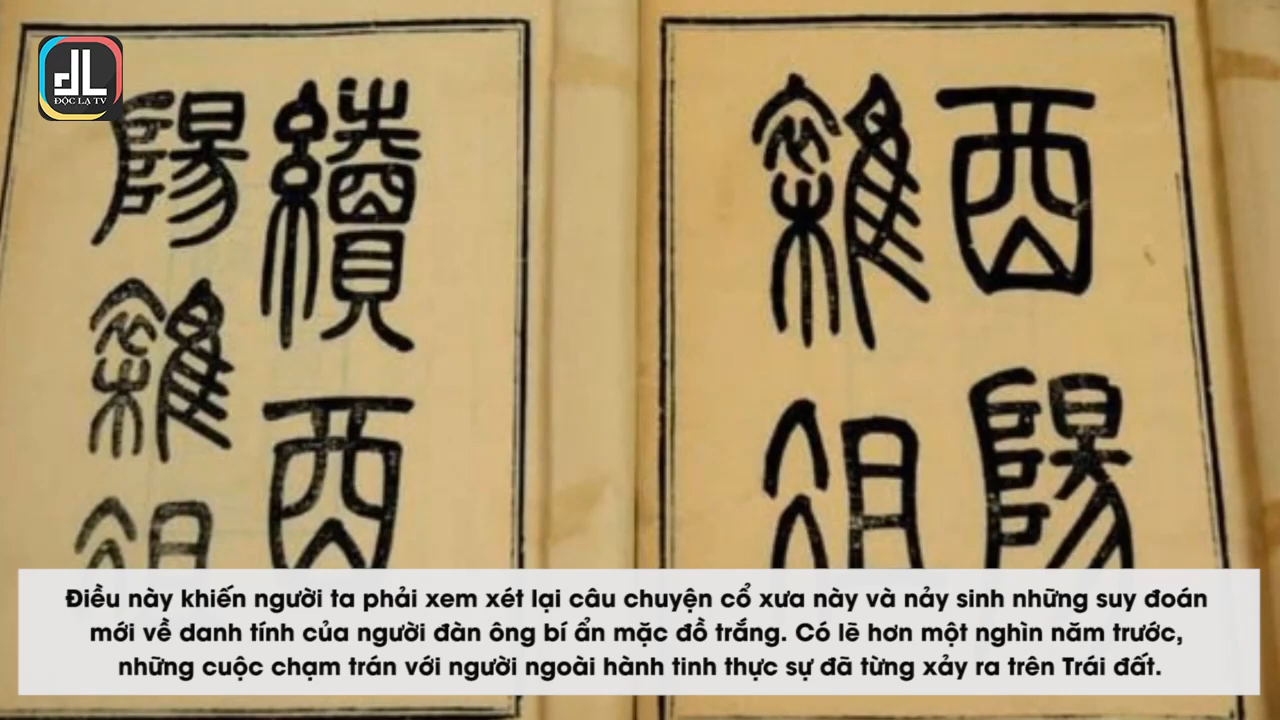 ĐỘC LẠ TV
酉陽
雜俎
續酉
陽雜俎
Điều này khiến người ta phải xem xét lại câu chuyện cổ xưa này và nảy sinh những suy đoán
mới về danh tính của người đàn ông bí ẩn mặc đồ trắng. Có lẽ hơn một nghìn năm trước,
những cuộc chạm trán với người ngoài hành tinh thực sự đã từng xảy ra trên Trái đất.